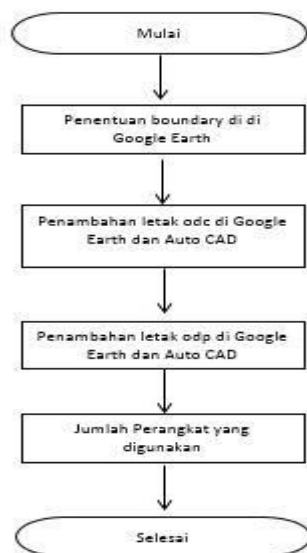 Mulai
Penentuan boundary di di
Google Earth
Penambahan letak odc di Google
Earth dan Auto CAD
Penambahan letak odp di Google
Earth dan Auto CAD
Jumlah Perangkat yang
digunakan
Selesai